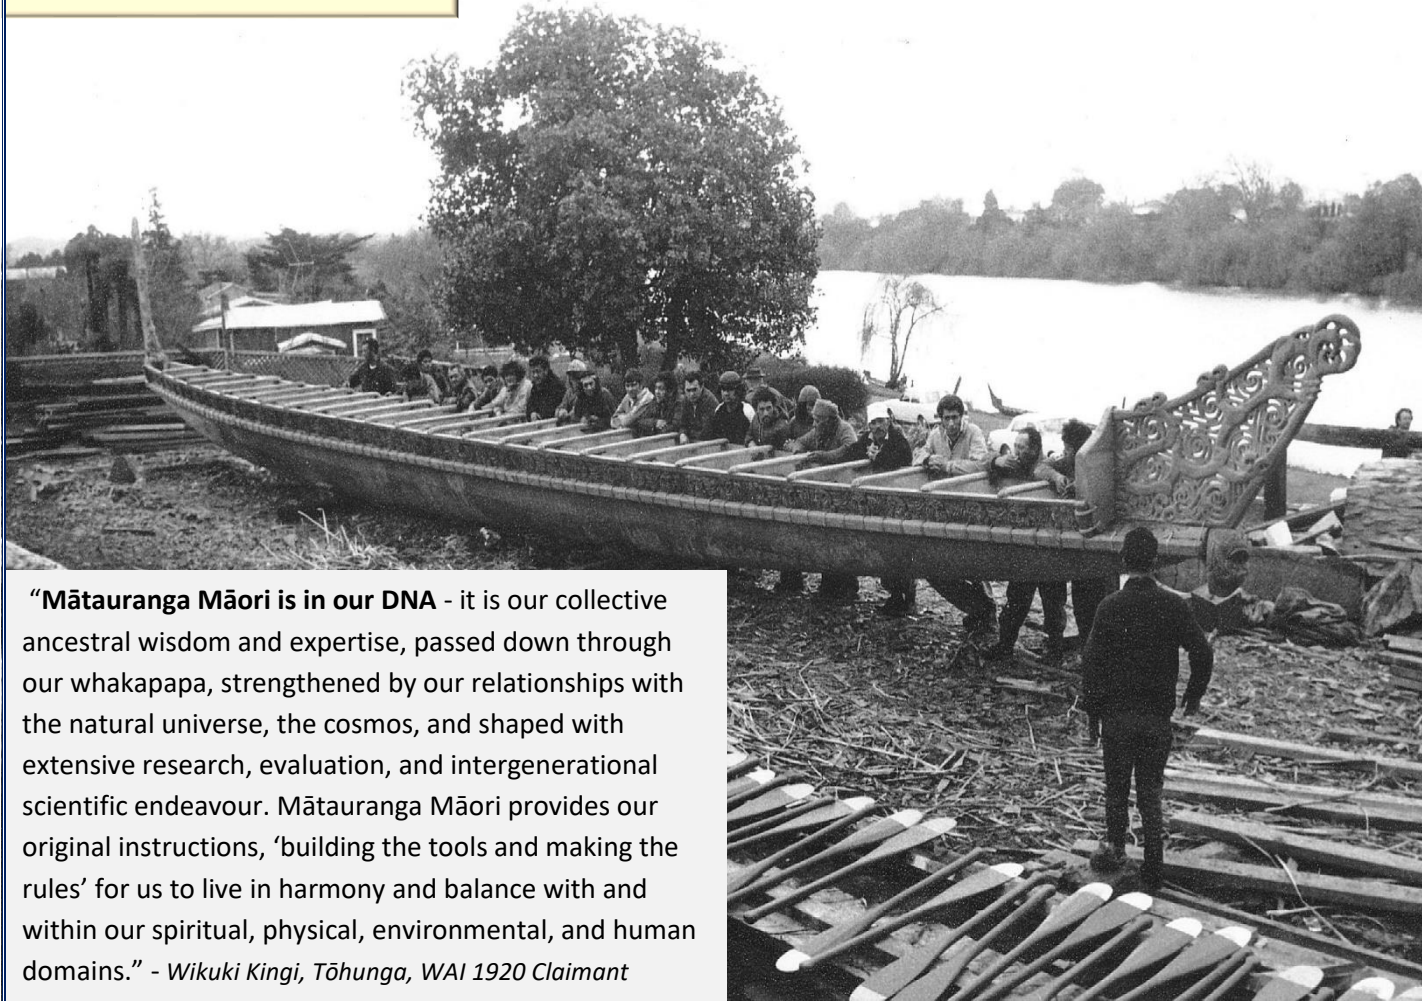 “Mātauranga Māori is in our DNA - it is our collective
ancestral wisdom and expertise, passed down through
our whakapapa, strengthened by our relationships with
the natural universe, the cosmos, and shaped with
extensive research, evaluation, and intergenerational
scientific endeavour. Mātauranga Māori provides our
original instructions, ‘building the tools and making the
rules’ for us to live in harmony and balance with and
within our spiritual, physical, environmental, and human
domains.” - Wikuki Kingi, Tōhunga, WAI 1920 Claimant